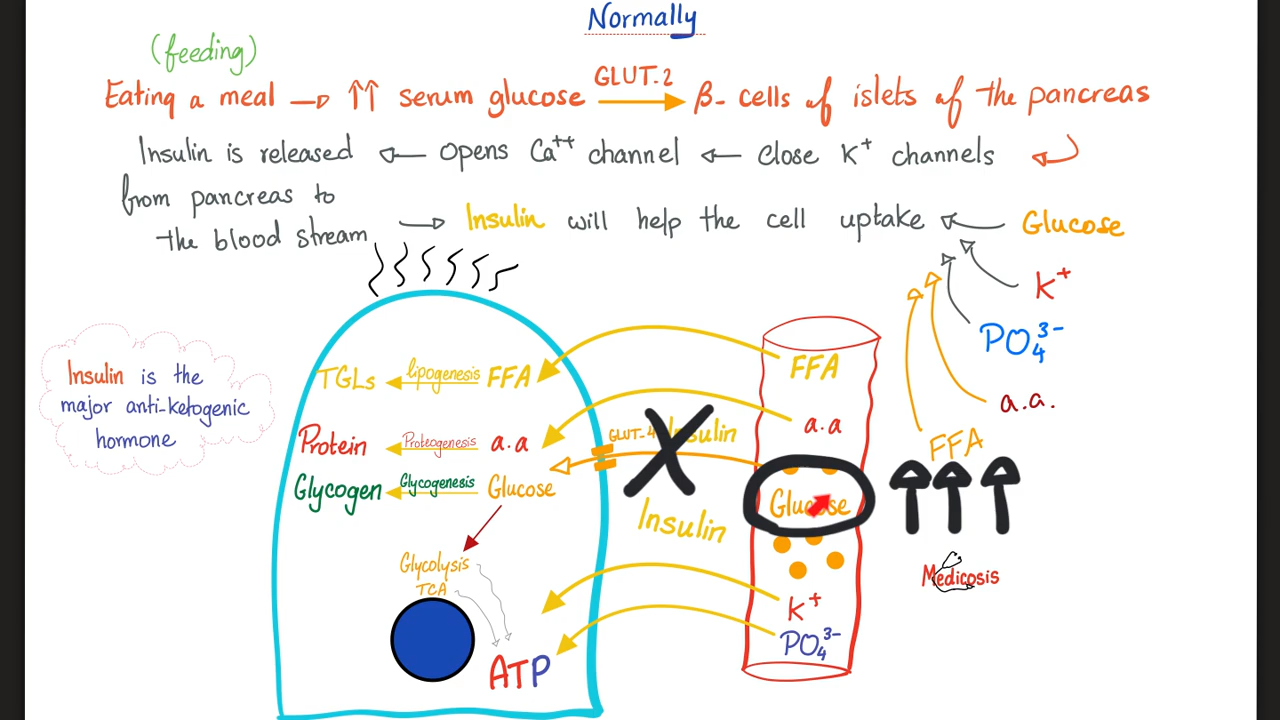 Normally
(feeding)
Eating a meal → ↑↑ serum glucose GLUT-2 → β- cells of islets of the pancreas
Insulin is released ← opens Ca++ channel ← Close K+ channels
from pancreas to
the blood stream → Insulin will help the cell uptake ← Glucose
K+
PO₄³⁻
a.a.
FFA
Insulin is the
major anti-ketogenic
hormone
TGLs ← lipogenesis FFA
Protein ← Proteogenesis a.a
Glycogen ← Glycogenesis Glucose
Glycolysis
TCA
ATP
GLUT-4 Insulin
Insulin
FFA
a.a
Glucose
K+
PO₄³⁻
Medicosis